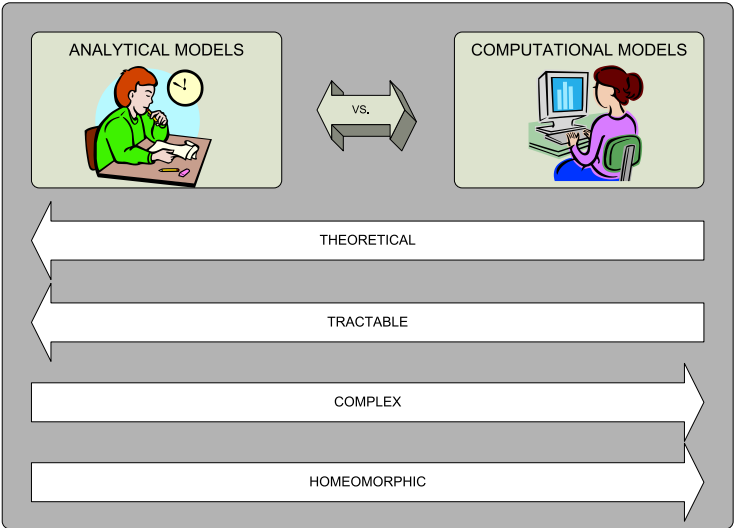 ANALYTICAL MODELS
VS.
COMPUTATIONAL MODELS
THEORETICAL
TRACTABLE
COMPLEX
HOMEOMORPHIC